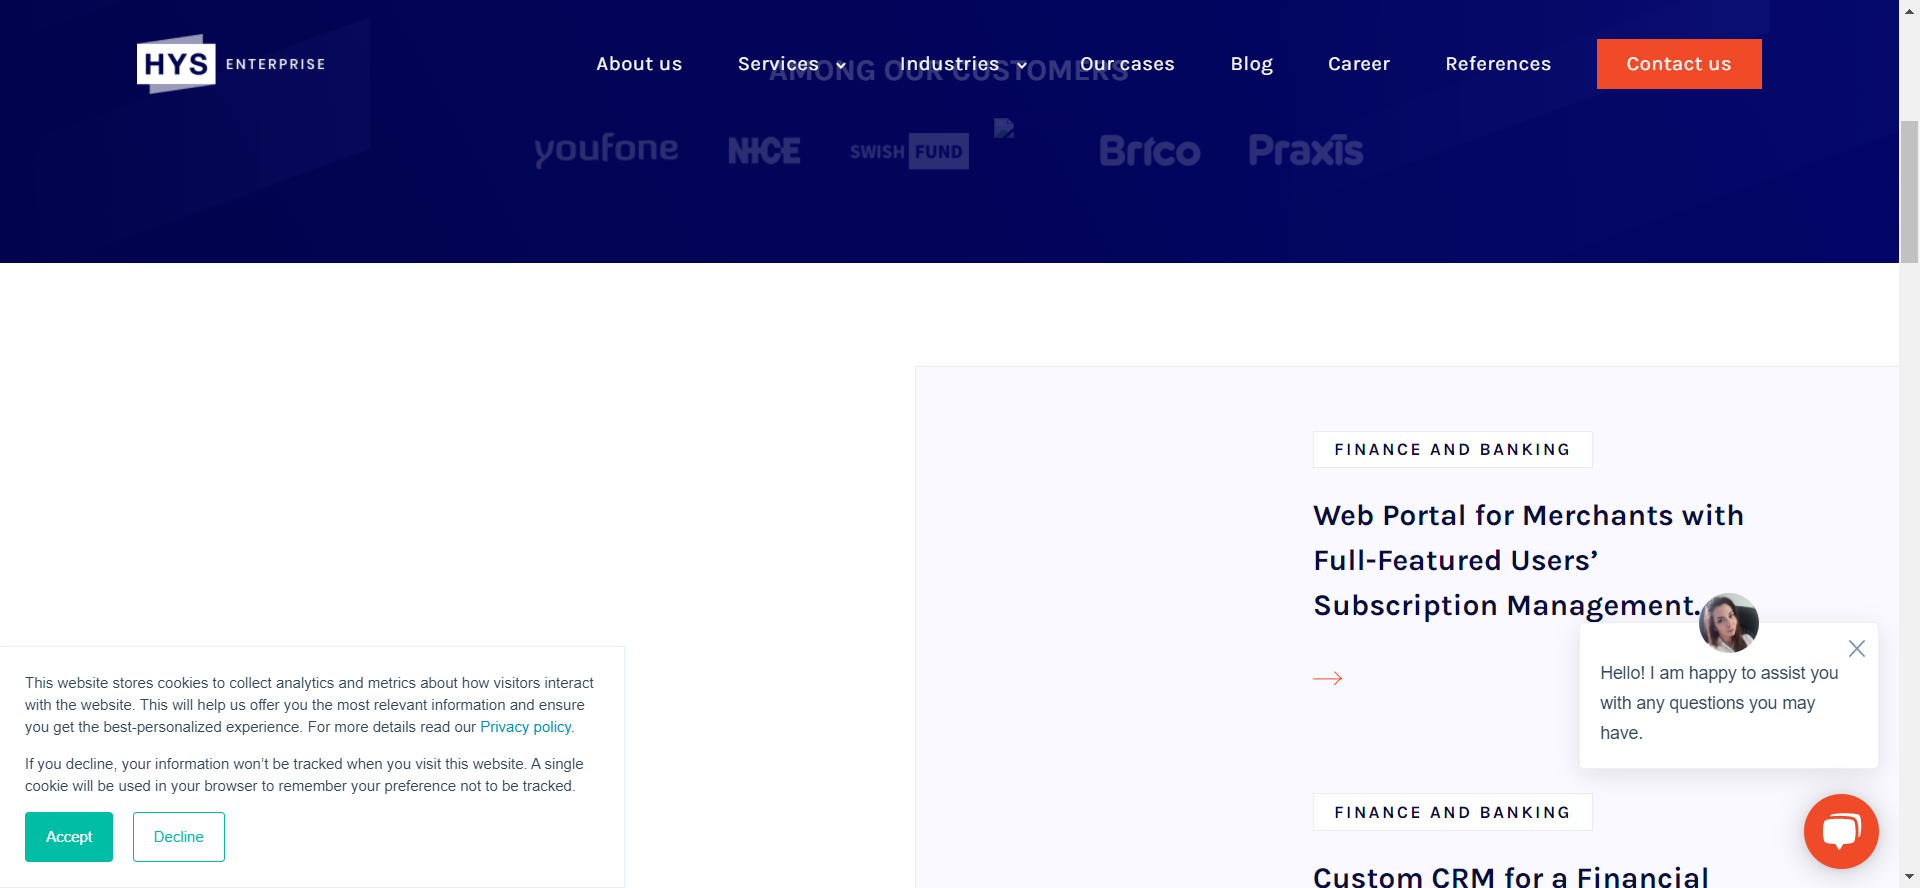 HYS ENTERPRISE
About us
Services
Industries
Our cases
Blog
Career
References
Contact us
AMONG OUR CUSTOMERS
youfone
NICE
SWISH FUND
Brico
Praxis
FINANCE AND BANKING
Web Portal for Merchants with
Full-Featured Users’
Subscription Management.
Hello! I am happy to assist you
with any questions you may
have.
FINANCE AND BANKING
Custom CRM for a Financial
This website stores cookies to collect analytics and metrics about how visitors interact
with the website. This will help us offer you the most relevant information and ensure
you get the best-personalized experience. For more details read our Privacy policy.
If you decline, your information won’t be tracked when you visit this website. A single
cookie will be used in your browser to remember your preference not to be tracked.
Accept
Decline